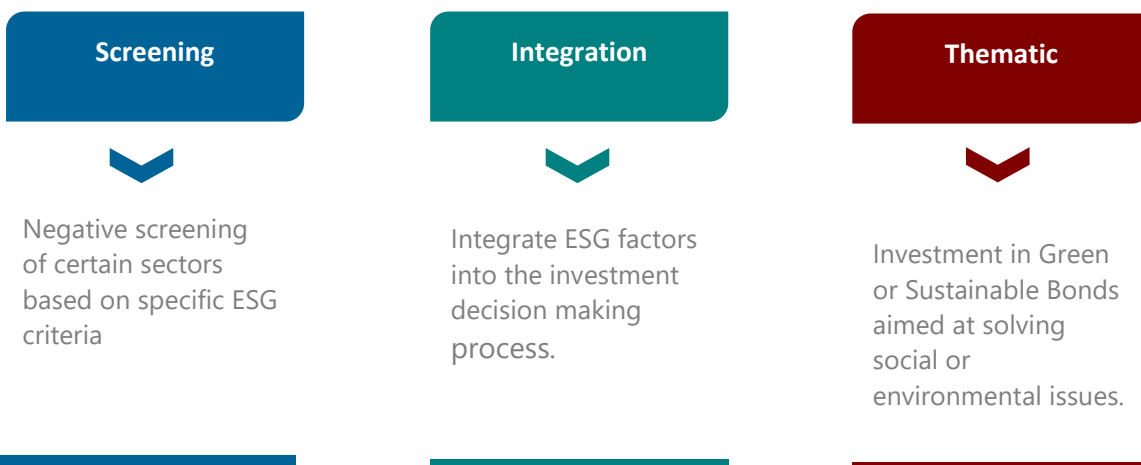 Screening
Negative screening
of certain sectors
based on specific ESG
criteria
Integration
Integrate ESG factors
into the investment
decision making
process.
Thematic
Investment in Green
or Sustainable Bonds
aimed at solving
social or
environmental issues.